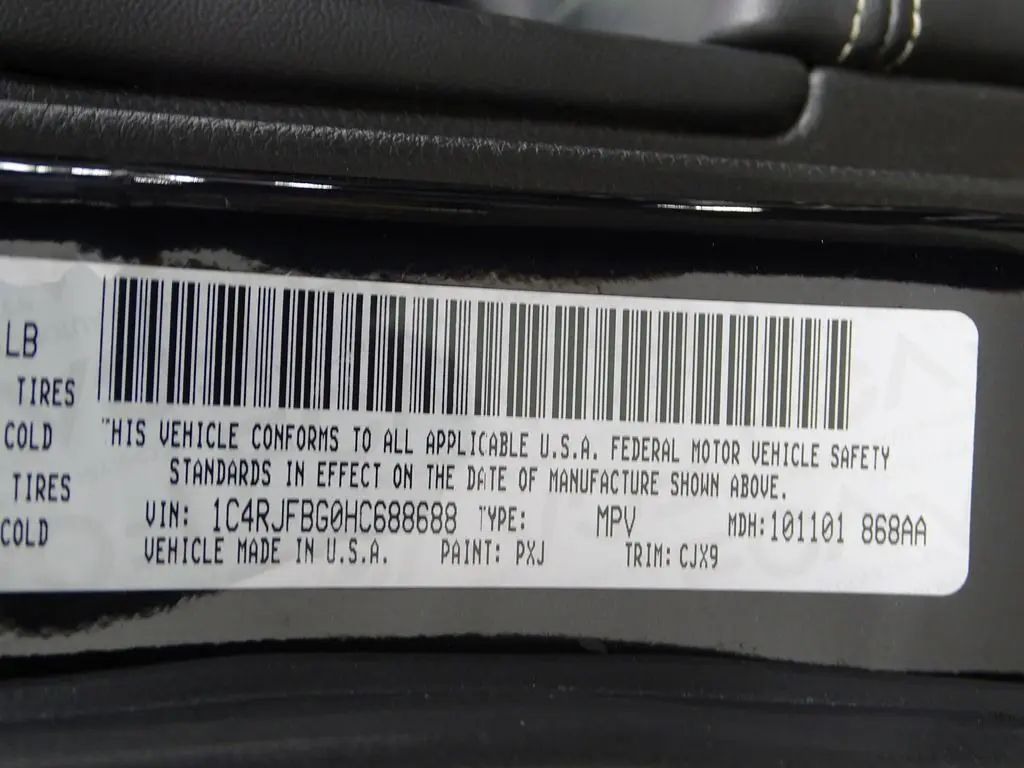 LB
TIRES
COLD
TIRES
COLD
THIS VEHICLE CONFORMS TO ALL APPLICABLE U.S.A. FEDERAL MOTOR VEHICLE SAFETY
STANDARDS IN EFFECT ON THE DATE OF MANUFACTURE SHOWN ABOVE.
VIN: 1C4RJFBG0HC688688 TYPE: MPV MDH:101101 868AA
VEHICLE MADE IN U.S.A. PAINT: PXJ TRIM: CJX9